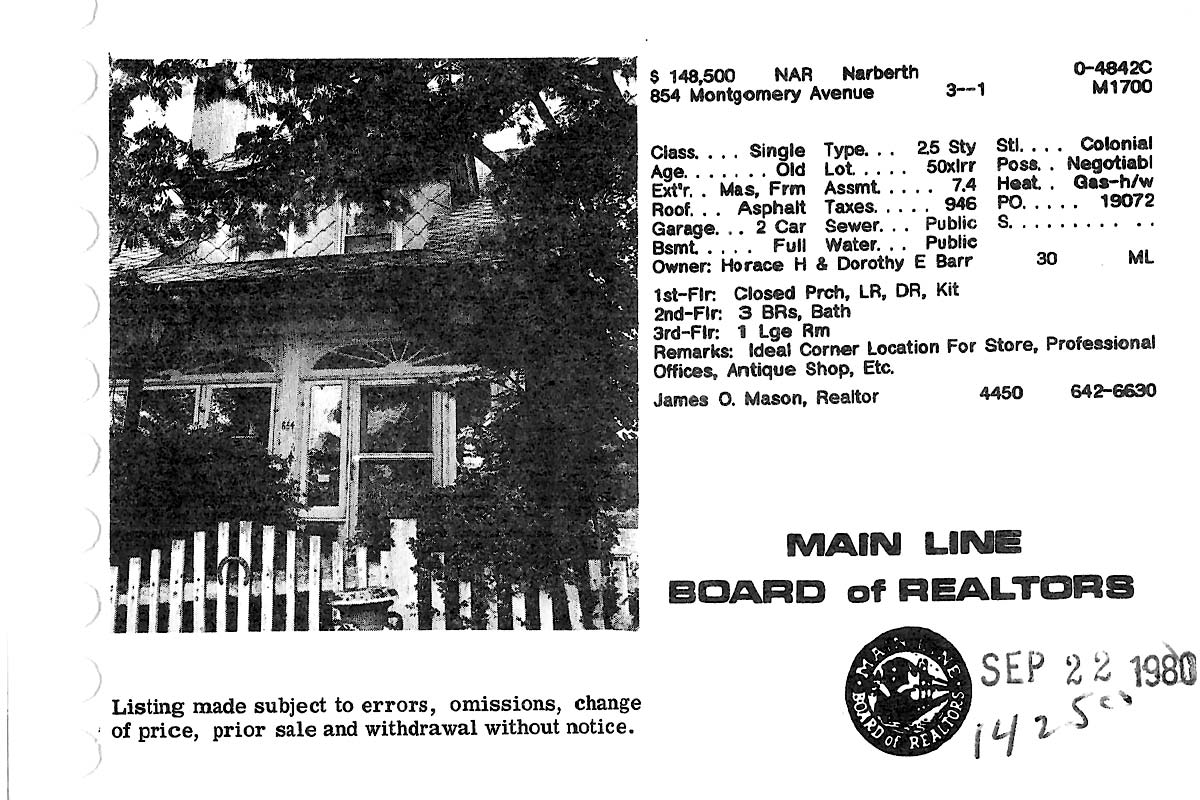 $ 148,500 NAR Narberth 0-4842C
854 Montgomery Avenue 3--1 M1700
Class. . . . Single Type. . . 2.5 Sty Stl. . . . Colonial
Age. . . . . . . . Old Lot. . . . . 50xIrr Poss. . Negotiabl
Ext'r. . Mas, Frm Assmt. . . . . 7.4 Heat. . Gas-h/w
Roof. . . Asphalt Taxes. . . . . 946 PO. . . . . 19072
Garage. . . 2 Car Sewer. . . Public S. . . . . . . . . . .
Bsmt. . . . . Full Water. . . Public
Owner: Horace H & Dorothy E Barr 30 ML
1st-Flr: Closed Prch, LR, DR, Kit
2nd-Flr: 3 BRs, Bath
3rd-Flr: 1 Lge Rm
Remarks: Ideal Corner Location For Store, Professional
Offices, Antique Shop, Etc.
James O. Mason, Realtor 4450 642-6630
MAIN LINE
BOARD of REALTORS
MAIN LINE
BOARD of REALTORS
SEP 22 1980
142500
Listing made subject to errors, omissions, change
of price, prior sale and withdrawal without notice.